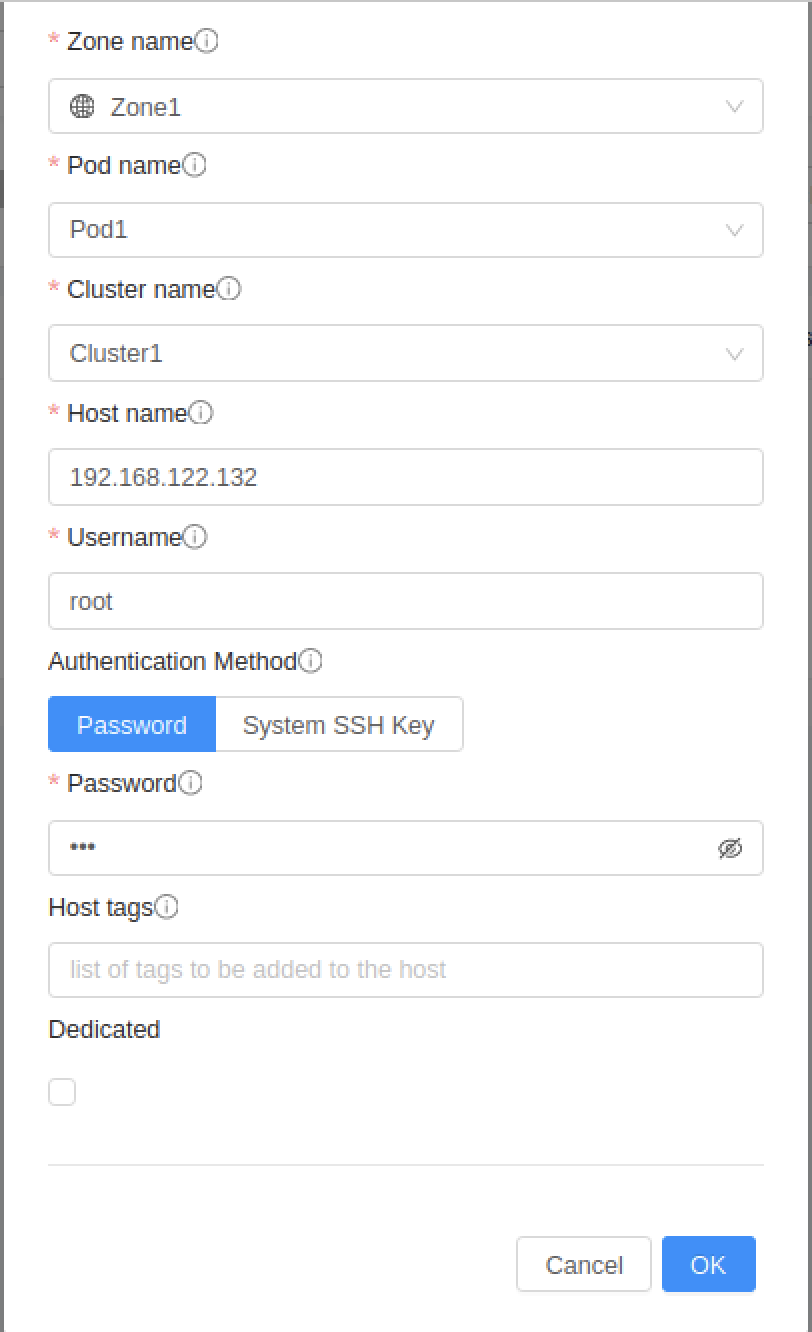 * Zone name
Zone1
* Pod name
Pod1
* Cluster name
Cluster1
* Host name
192.168.122.132
* Username
root
Authentication Method
Password System SSH Key
* Password
•••
Host tags
list of tags to be added to the host
Dedicated
Cancel OK